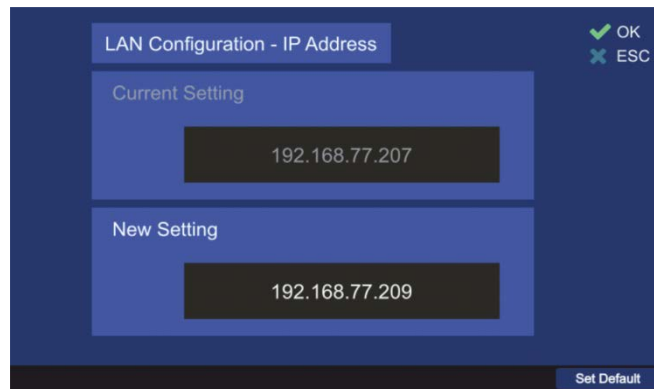 LAN Configuration - IP Address
OK
ESC
Current Setting
192.168.77.207
New Setting
192.168.77.209
Set Default